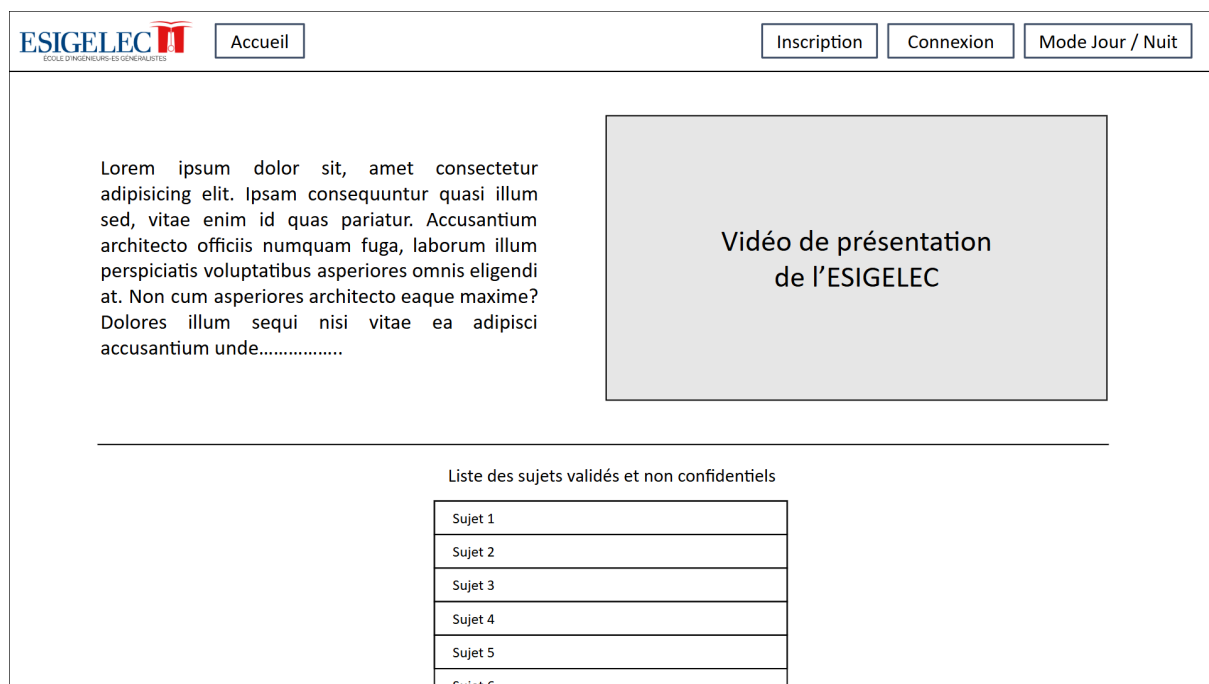 ESIGELEC
ÉCOLE D'INGÉNIEURS-ES GÉNÉRALISTES
Accueil
Inscription
Connexion
Mode Jour / Nuit
Lorem ipsum dolor sit, amet consectetur
adipisicing elit. Ipsam consequuntur quasi illum
sed, vitae enim id quas pariatur. Accusantium
architecto officiis numquam fuga, laborum illum
perspiciatis voluptatibus asperiores omnis eligendi
at. Non cum asperiores architecto eaque maxime?
Dolores illum sequi nisi vitae ea adipisci
accusantium unde................
Vidéo de présentation
de l’ESIGELEC
Liste des sujets validés et non confidentiels
Sujet 1
Sujet 2
Sujet 3
Sujet 4
Sujet 5
Sujet 6